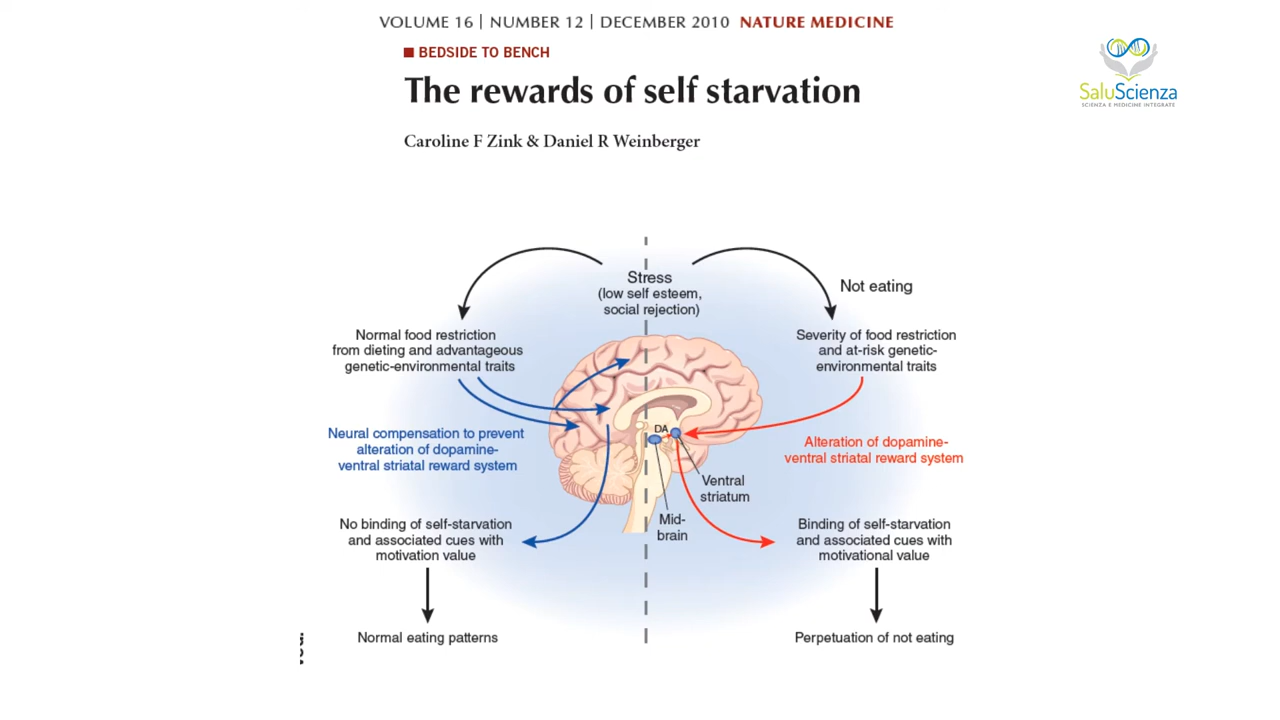 VOLUME 16 | NUMBER 12 | DECEMBER 2010 NATURE MEDICINE
BEDSIDE TO BENCH
The rewards of self starvation
Caroline F Zink & Daniel R Weinberger
SaluScienza
SCIENZA E MEDICINE INTEGRATE
Stress
(low self esteem,
social rejection)
Not eating
Normal food restriction
from dieting and advantageous
genetic-environmental traits
Severity of food restriction
and at-risk genetic-
environmental traits
Neural compensation to prevent
alteration of dopamine-
ventral striatal reward system
DA
Alteration of dopamine-
ventral striatal reward system
Ventral
striatum
Mid-
brain
No binding of self-starvation
and associated cues with
motivation value
Binding of self-starvation
and associated cues with
motivational value
Normal eating patterns
Perpetuation of not eating